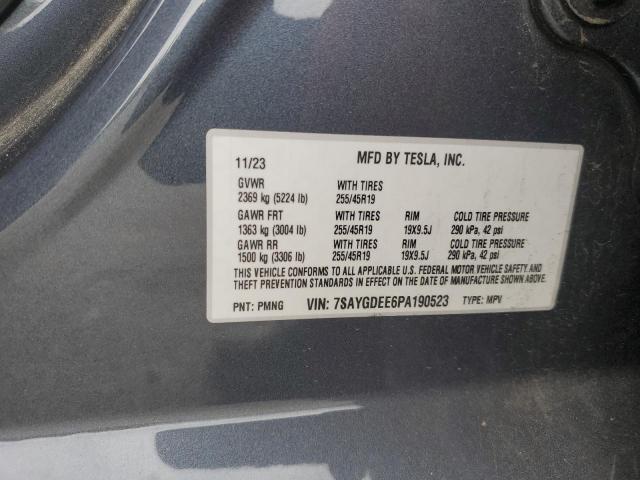 11/23 MFD BY TESLA, INC.
GVWR WITH TIRES
2369 kg (5224 lb) 255/45R19
GAWR FRT WITH TIRES RIM COLD TIRE PRESSURE
1363 kg (3004 lb) 255/45R19 19X9.5J 290 kPa, 42 psi
GAWR RR WITH TIRES RIM COLD TIRE PRESSURE
1500 kg (3306 lb) 255/45R19 19X9.5J 290 kPa, 42 psi
THIS VEHICLE CONFORMS TO ALL APPLICABLE U.S. FEDERAL MOTOR VEHICLE SAFETY AND
THEFT PREVENTION STANDARDS IN EFFECT ON THE DATE OF MANUFACTURE SHOWN ABOVE.
PNT: PMNG VIN: 7SAYGDEE6PA190523 TYPE: MPV